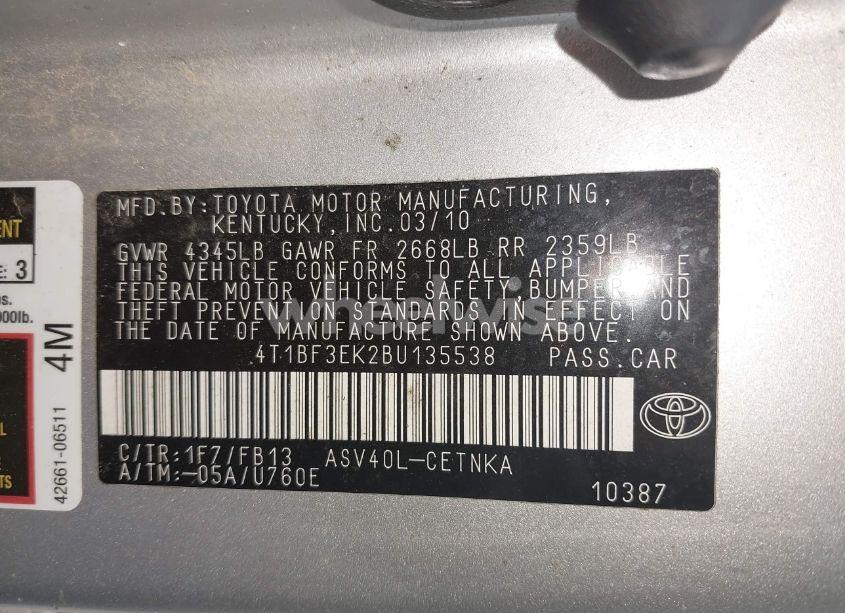 MFD.BY:TOYOTA MOTOR MANUFACTURING,
KENTUCKY,INC.03/10
GVWR 4345LB GAWR FR 2668LB RR 2359LB
THIS VEHICLE CONFORMS TO ALL APPLICABLE
FEDERAL MOTOR VEHICLE SAFETY,BUMPER,AND
THEFT PREVENTION STANDARDS IN EFFECT ON
THE DATE OF MANUFACTURE SHOWN ABOVE.
4T1BF3EK2BU135538 PASS.CAR
C/TR:1F7/FB13 ASV40L-CETNKA
A/TM:-05A/U760E
10387
3
000lb.
4M
42661-06511